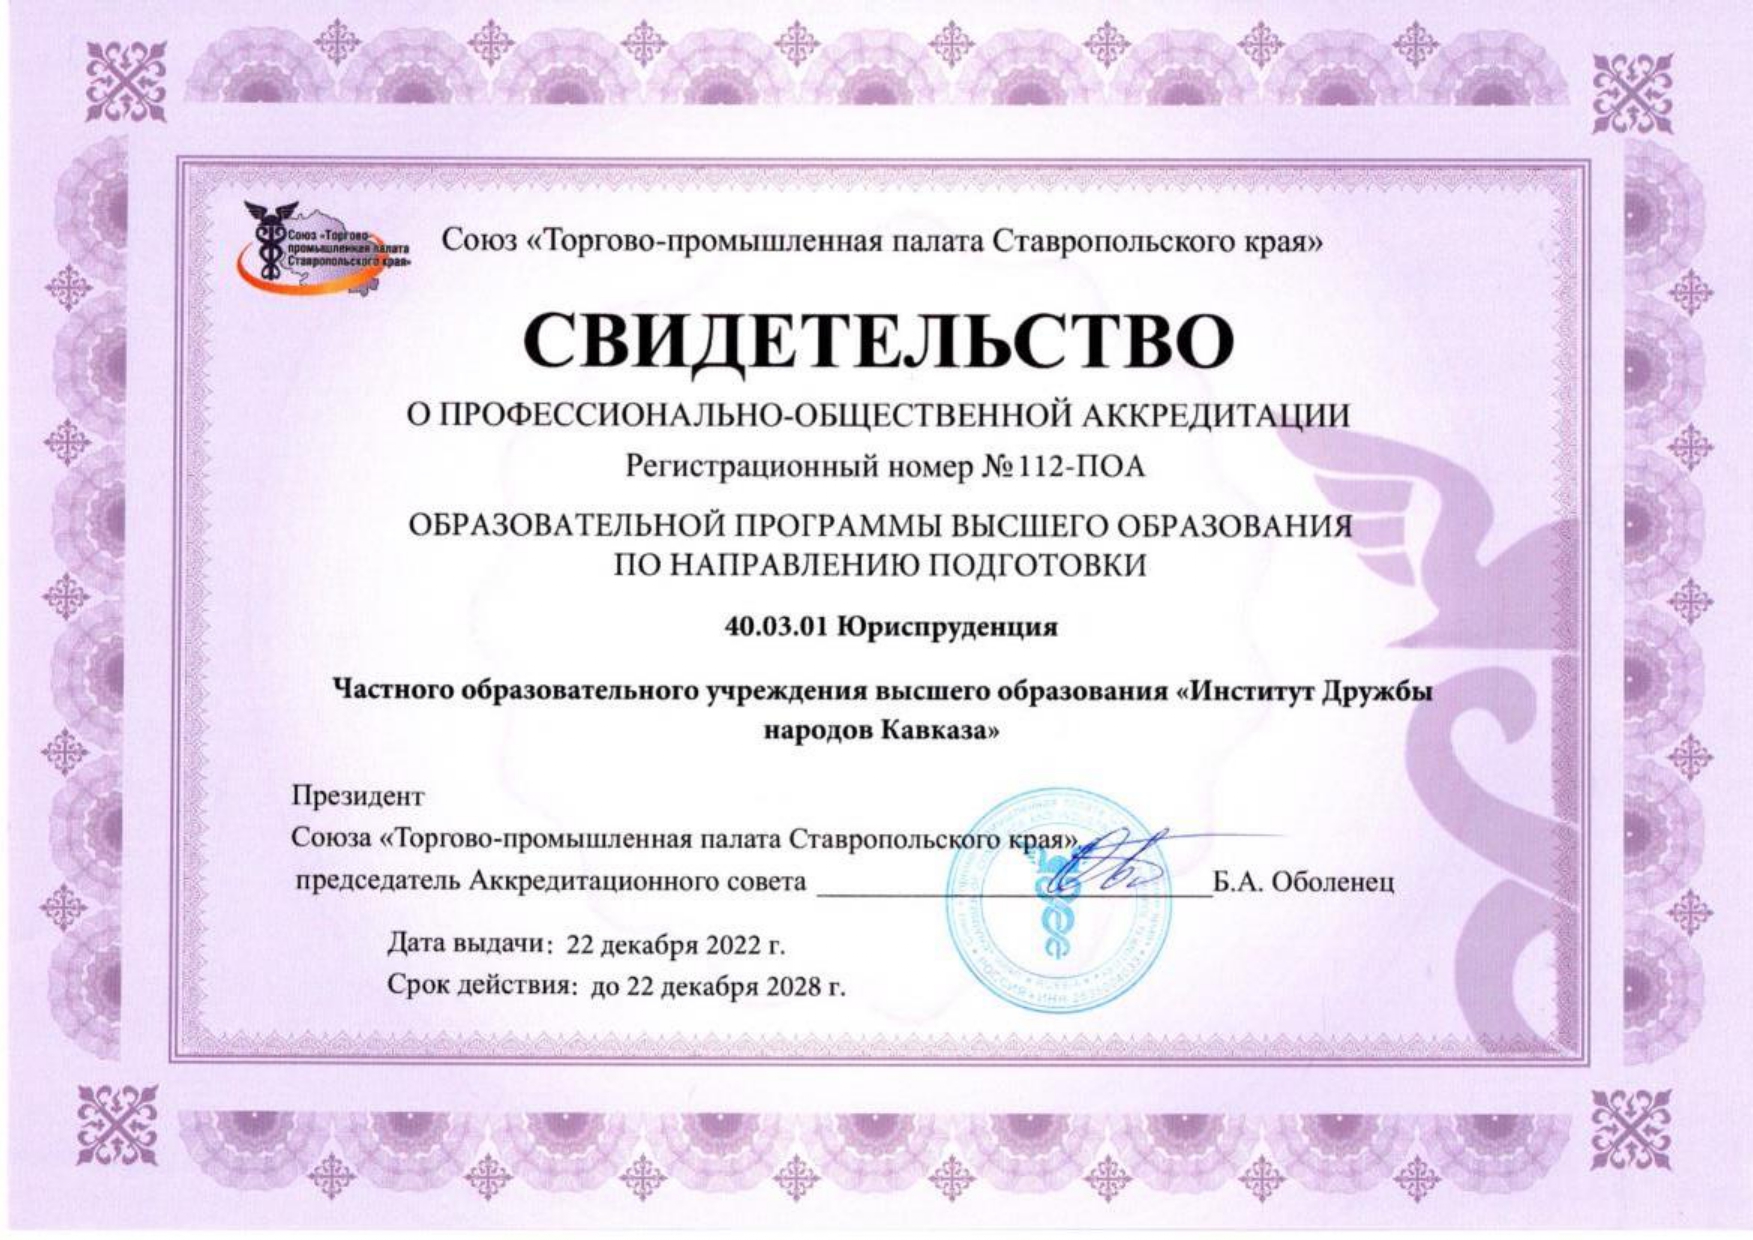 Союз «Торгово-
промышленная палата
Ставропольского края»
Союз «Торгово-промышленная палата Ставропольского края»
СВИДЕТЕЛЬСТВО
О ПРОФЕССИОНАЛЬНО-ОБЩЕСТВЕННОЙ АККРЕДИТАЦИИ
Регистрационный номер №112-ПОА
ОБРАЗОВАТЕЛЬНОЙ ПРОГРАММЫ ВЫСШЕГО ОБРАЗОВАНИЯ
ПО НАПРАВЛЕНИЮ ПОДГОТОВКИ
40.03.01 Юриспруденция
Частного образовательного учреждения высшего образования «Институт Дружбы
народов Кавказа»
Президент
Союза «Торгово-промышленная палата Ставропольского края»,
председатель Аккредитационного совета Б.А. Оболенец
Дата выдачи: 22 декабря 2022 г.
Срок действия: до 22 декабря 2028 г.